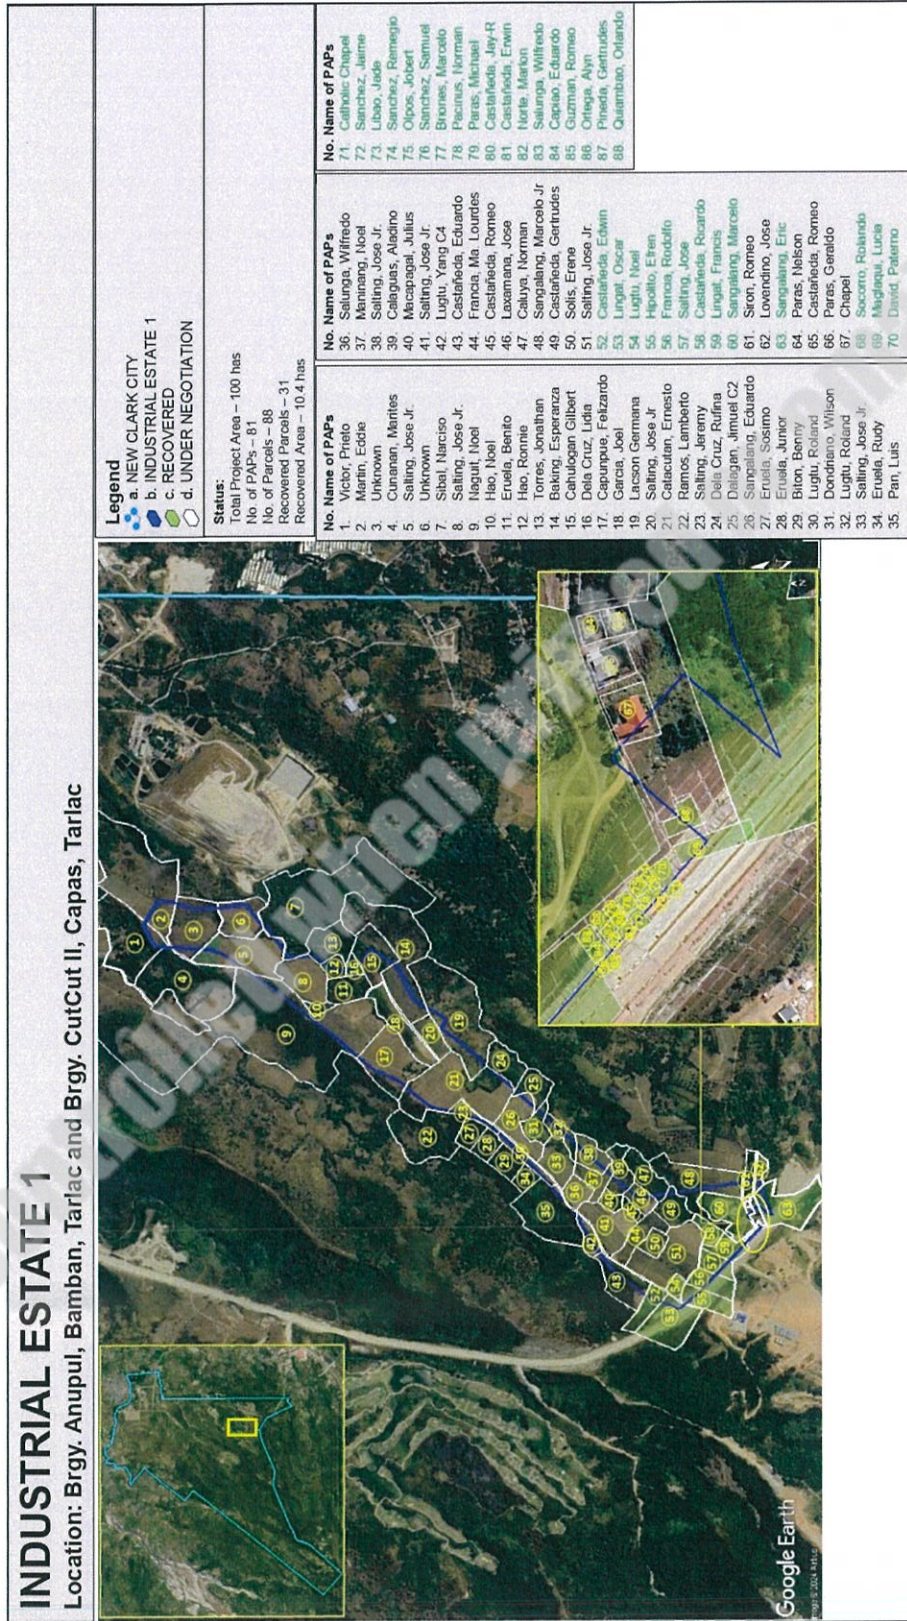 INDUSTRIAL ESTATE 1
Location: Brgy. Anupul, Bamban, Tarlac and Brgy. CutCut II, Capas, Tarlac
Legend
a. NEW CLARK CITY
b. INDUSTRIAL ESTATE 1
c. RECOVERED
d. UNDER NEGOTIATION
Status:
Total Project Area – 100 has
No. of PAPs – 81
No. of Parcels – 88
Recovered Parcels – 31
Recovered Area – 10.4 has
No. Name of PAPs
1. Victor, Prieto
2. Martin, Eddie
3. Unknown
4. Cunanan, Marites
5. Salting, Jose Jr.
6. Unknown
7. Sibal, Narciso
8. Salting, Jose Jr.
9. Naguit, Noel
10. Hao, Noel
11. Eruela, Benito
12. Hao, Ronnie
13. Torres, Jonathan
14. Baking, Esperanza
15. Cahulogan Gilbert
16. Dela Cruz, Lidia
17. Capunpue, Felizardo
18. Garcia, Joel
19. Lacson Germana
20. Salting, Jose Jr
21. Catacutan, Ernesto
22. Ramos, Lamberto
23. Salting, Jeremy
24. Dela Cruz, Rufina
25. Dalagan, Jimuel C2
26. Sangalang, Eduardo
27. Eruela, Sosimo
28. Eruela, Junior
29. Biton, Benny
30. Lugtu, Roland
31. Dondriano, Wilson
32. Lugtu, Roland
33. Salting, Jose Jr.
34. Eruela, Rudy
35. Pan, Luis
No. Name of PAPs
36. Salunga, Wilfredo
37. Maninang, Noel
38. Salting, Jose Jr.
39. Calaguas, Aladino
40. Macapagal, Julius
41. Salting, Jose Jr.
42. Lugtu, Yang C4
43. Castañeda, Eduardo
44. Francia, Ma. Lourdes
45. Castañeda, Romeo
46. Laxamana, Jose
47. Caluya, Norman
48. Sangalang, Marcelo Jr
49. Castañeda, Gertrudes
50. Solis, Erene
51. Salting, Jose Jr.
52. Castañeda, Edwin
53. Lingat, Oscar
54. Lugtu, Noel
55. Hipolito, Efren
56. Francia, Rodolfo
57. Salting, Jose
58. Castañeda, Ricardo
59. Lingat, Francis
60. Sangalang, Marcelo
61. Siron, Romeo
62. Lovendino, Jose
63. Sangalang, Eric
64. Paras, Nelson
65. Castañeda, Romeo
66. Paras, Geraldo
67. Chapel
68. Socorro, Rolando
69. Maglaqui, Lucia
70. David, Paterno
No. Name of PAPs
71. Catholic Chapel
72. Sanchez, Jaime
73. Libao, Jade
74. Sanchez, Remegio
75. Olpos, Jobert
76. Sanchez, Samuel
77. Briones, Marcelo
78. Pacinus, Norman
79. Paras, Michael
80. Castañeda, Jay-R
81. Castañeda, Erwin
82. Norte, Marlon
83. Salunga, Wilfredo
84. Capiao, Eduardo
85. Guzman, Romeo
86. Ortega, Alyn
87. Pineda, Gertrudes
88. Quiambao, Orlando
Google Earth
when printed